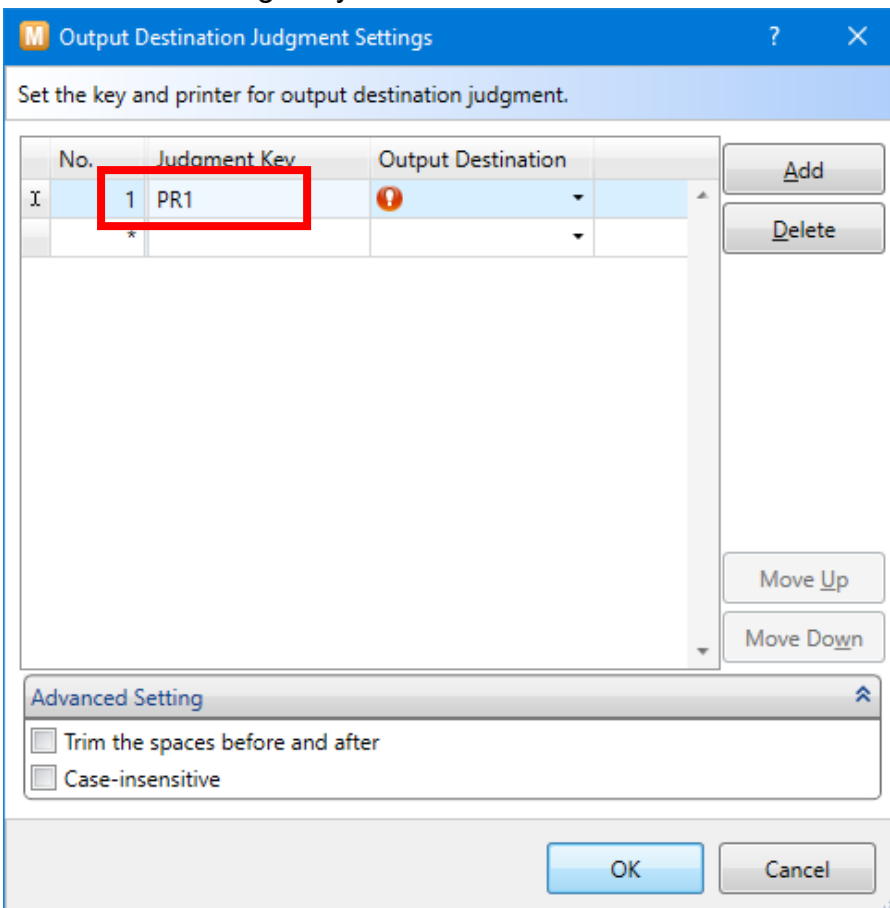 M Output Destination Judgment Settings ? ×
Set the key and printer for output destination judgment.
No. Judgment Key Output Destination
1 PR1
*
Add
Delete
Move Up
Move Down
Advanced Setting
Trim the spaces before and after
Case-insensitive
OK Cancel